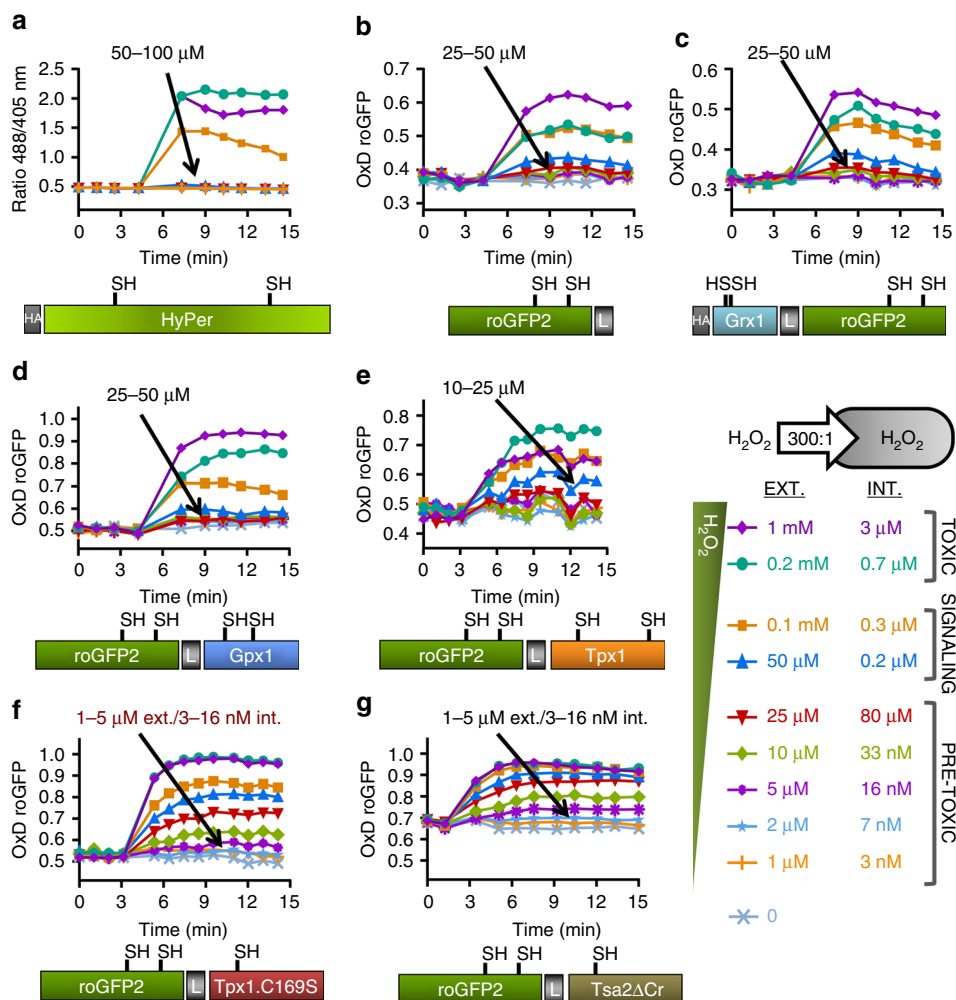 a
50–100 μM
Ratio 488/405 nm
2.5
2.0
1.5
1.0
0.5
0 3 6 9 12 15
Time (min)
SH SH
HA HyPer
b
25–50 μM
OxD roGFP
0.7
0.6
0.5
0.4
0.3
0 3 6 9 12 15
Time (min)
SH SH
roGFP2 L
c
25–50 μM
OxD roGFP
0.6
0.5
0.4
0.3
0 3 6 9 12 15
Time (min)
HS SH SH SH
HA Grx1 L roGFP2
d
25–50 μM
OxD roGFP
1.0
0.9
0.8
0.7
0.6
0.5
0 3 6 9 12 15
Time (min)
SH SH SH SH
roGFP2 L Gpx1
e
10–25 μM
OxD roGFP
0.8
0.7
0.6
0.5
0.4
0 3 6 9 12 15
Time (min)
SH SH SH SH
roGFP2 L Tpx1
f
1–5 μM ext./3–16 nM int.
OxD roGFP
1.0
0.9
0.8
0.7
0.6
0.5
0 3 6 9 12 15
Time (min)
SH SH SH
roGFP2 L Tpx1.C169S
g
1–5 μM ext./3–16 nM int.
OxD roGFP
1.0
0.9
0.8
0.7
0.6
0.5
0 3 6 9 12 15
Time (min)
SH SH SH
roGFP2 L Tsa2ΔCr
H₂O₂ 300:1 H₂O₂
EXT. INT.
H₂O₂
1 mM 3 μM
0.2 mM 0.7 μM
TOXIC
0.1 mM 0.3 μM
50 μM 0.2 μM
SIGNALING
25 μM 80 μM
10 μM 33 nM
5 μM 16 nM
2 μM 7 nM
1 μM 3 nM
PRE-TOXIC
0